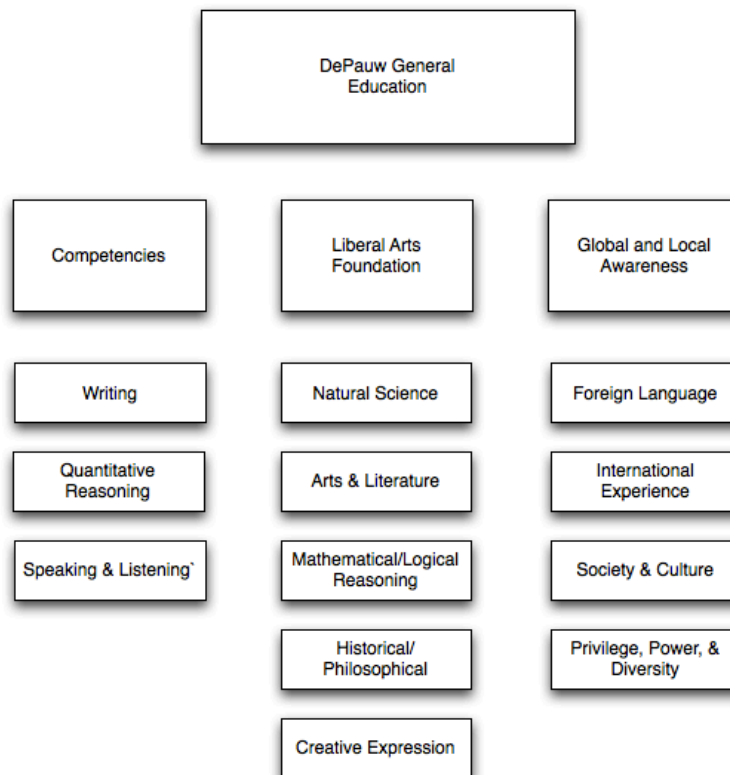 DePauw General
Education
Competencies
Liberal Arts
Foundation
Global and Local
Awareness
Writing
Natural Science
Foreign Language
Quantitative
Reasoning
Arts & Literature
International
Experience
Speaking & Listening`
Mathematical/Logical
Reasoning
Society & Culture
Historical/
Philosophical
Privilege, Power, &
Diversity
Creative Expression